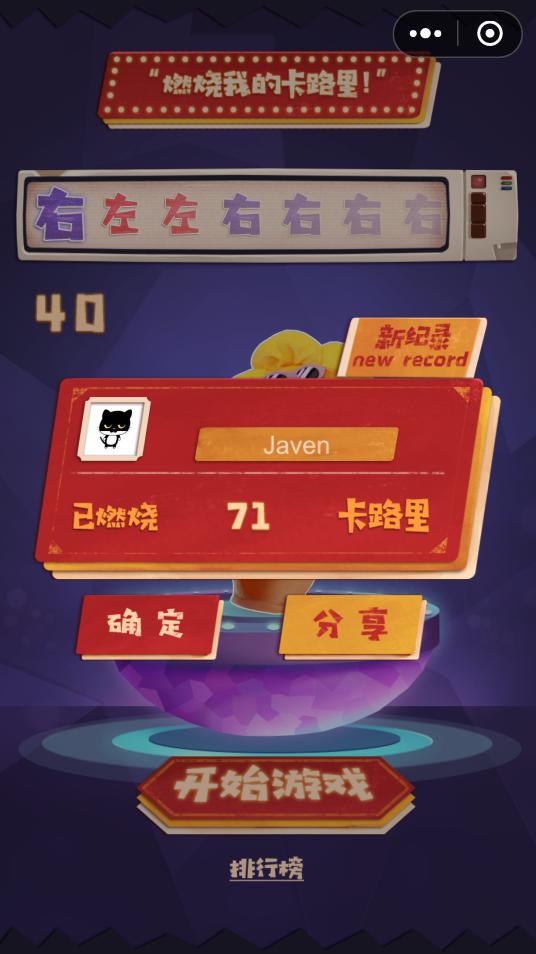 “燃烧我的卡路里！”
右左左右右右右
40
新纪录
new record
Javen
已燃烧 71 卡路里
确定 分享
开始游戏
排行榜